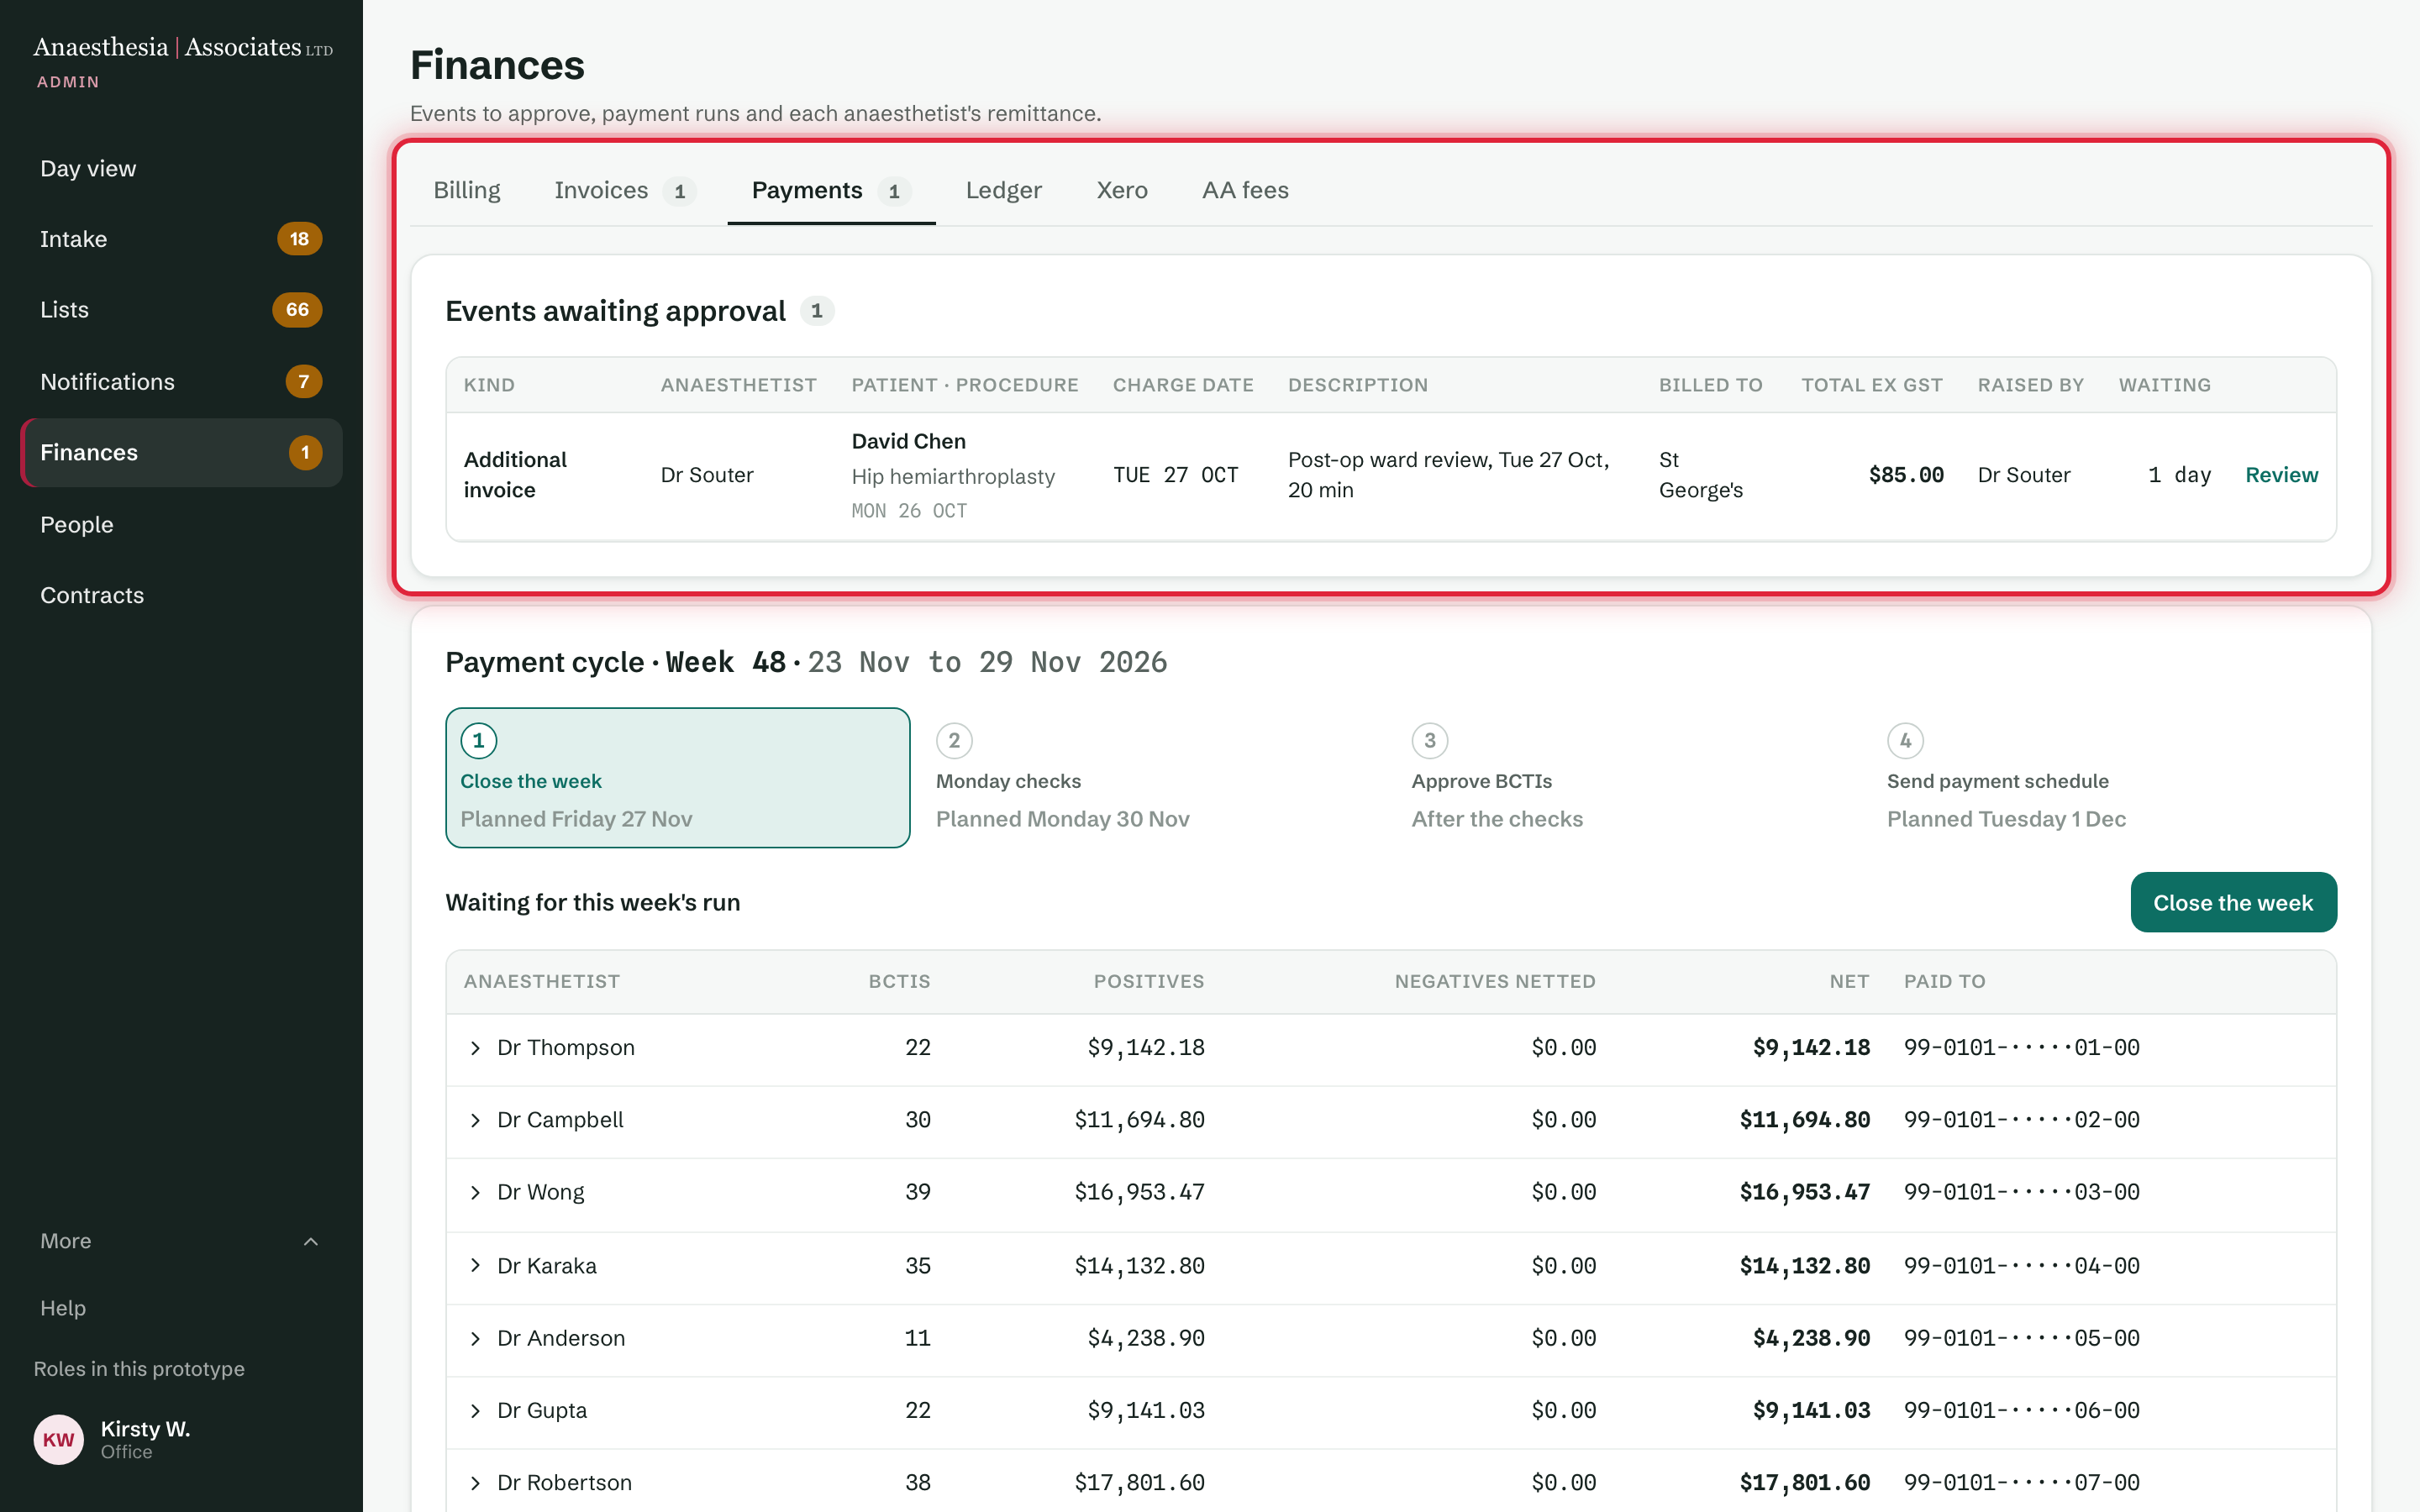 Anaesthesia | Associates LTD
ADMIN
Day view
Intake 18
Lists 66
Notifications 7
Finances 1
People
Contracts
More
Help
Roles in this prototype
KW
Kirsty W.
Office
Finances
Events to approve, payment runs and each anaesthetist's remittance.
Billing Invoices 1 Payments 1 Ledger Xero AA fees
Events awaiting approval 1
KIND ANAESTHETIST PATIENT · PROCEDURE CHARGE DATE DESCRIPTION BILLED TO TOTAL EX GST RAISED BY WAITING
Additional invoice Dr Souter David Chen Hip hemiarthroplasty MON 26 OCT TUE 27 OCT Post-op ward review, Tue 27 Oct, 20 min St George's $85.00 Dr Souter 1 day Review
Payment cycle · Week 48 · 23 Nov to 29 Nov 2026
1 Close the week Planned Friday 27 Nov
2 Monday checks Planned Monday 30 Nov
3 Approve BCTIs After the checks
4 Send payment schedule Planned Tuesday 1 Dec
Waiting for this week's run Close the week
ANAESTHETIST BCTIS POSITIVES NEGATIVES NETTED NET PAID TO
Dr Thompson 22 $9,142.18 $0.00 $9,142.18 99-0101-·····01-00
Dr Campbell 30 $11,694.80 $0.00 $11,694.80 99-0101-·····02-00
Dr Wong 39 $16,953.47 $0.00 $16,953.47 99-0101-·····03-00
Dr Karaka 35 $14,132.80 $0.00 $14,132.80 99-0101-·····04-00
Dr Anderson 11 $4,238.90 $0.00 $4,238.90 99-0101-·····05-00
Dr Gupta 22 $9,141.03 $0.00 $9,141.03 99-0101-·····06-00
Dr Robertson 38 $17,801.60 $0.00 $17,801.60 99-0101-·····07-00